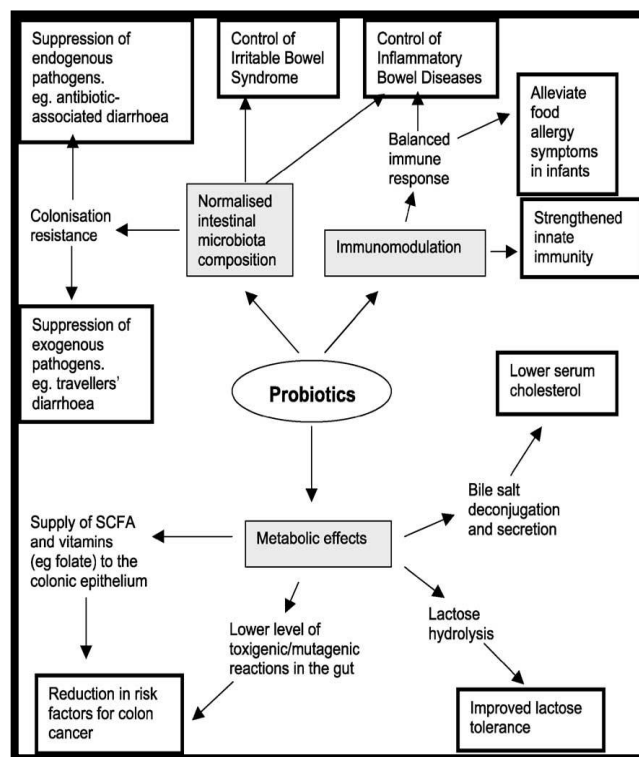 Suppression of
endogenous
pathogens.
eg. antibiotic-
associated diarrhoea
Control of
Irritable Bowel
Syndrome
Control of
Inflammatory
Bowel Diseases
Alleviate
food
allergy
symptoms
in infants
Balanced
immune
response
Colonisation
resistance
Normalised
intestinal
microbiota
composition
Immunomodulation
Strengthened
innate
immunity
Suppression of
exogenous
pathogens.
eg. travellers'
diarrhoea
Probiotics
Lower serum
cholesterol
Bile salt
deconjugation
and secretion
Supply of SCFA
and vitamins
(eg folate) to the
colonic epithelium
Metabolic effects
Lower level of
toxigenic/mutagenic
reactions in the gut
Lactose
hydrolysis
Reduction in risk
factors for colon
cancer
Improved lactose
tolerance